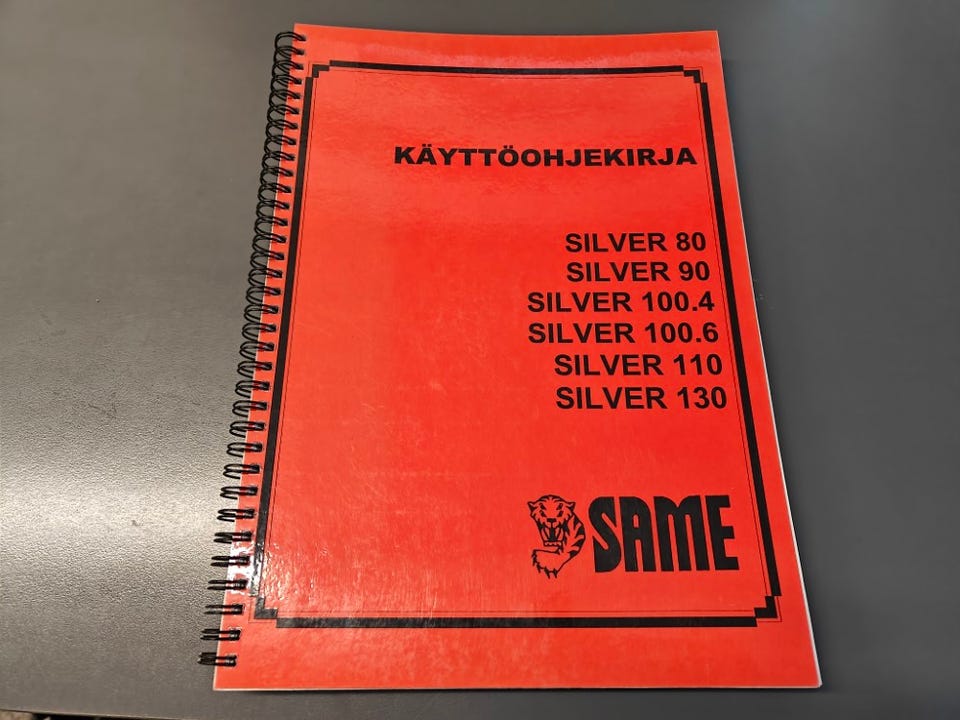 KÄYTTÖOHJEKIRJA
SILVER 80
SILVER 90
SILVER 100.4
SILVER 100.6
SILVER 110
SILVER 130
SAME